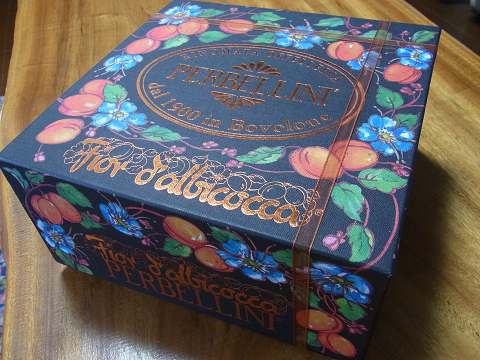 PERBELLINI
dal 1900 in Bovolone
Fior d'albicocca
Fior d'albicocca
PERBELLINI